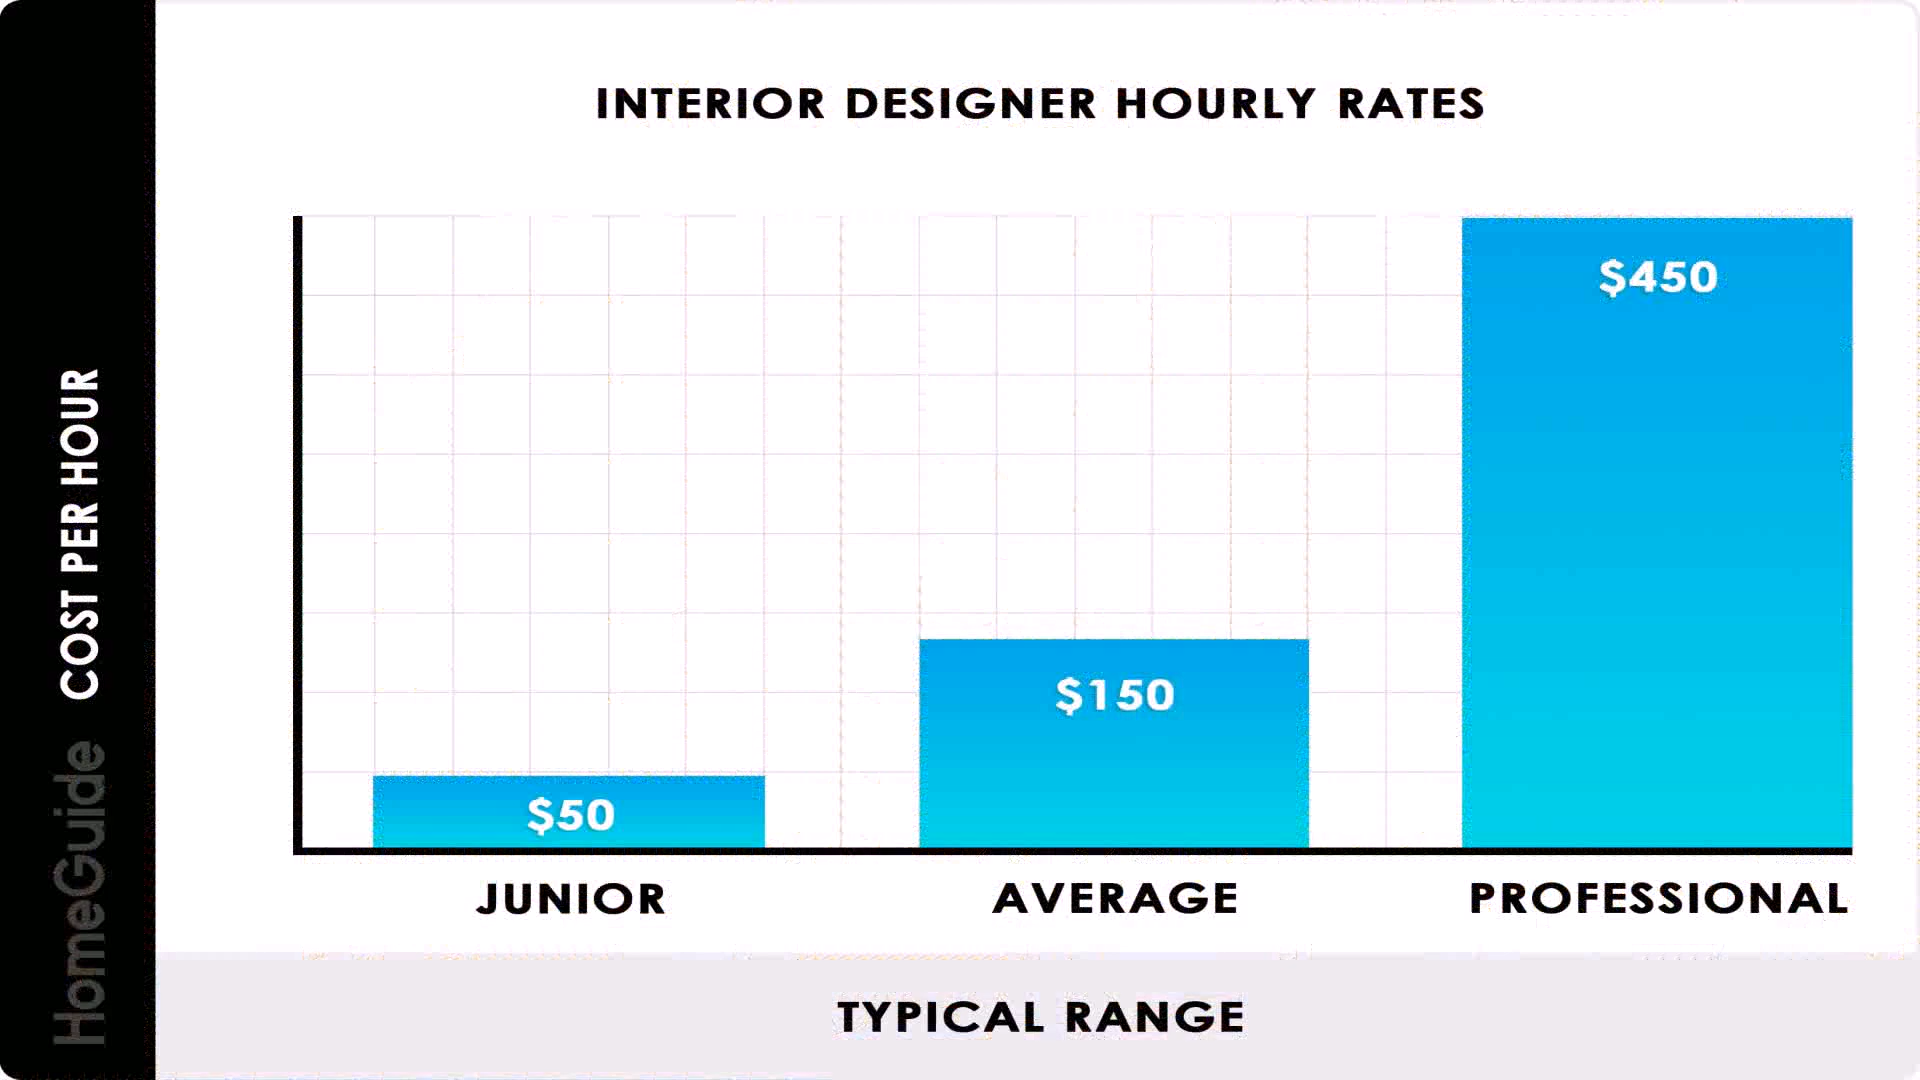 INTERIOR DESIGNER HOURLY RATES
COST PER HOUR
HomeGuide
$450
$150
$50
JUNIOR
AVERAGE
PROFESSIONAL
TYPICAL RANGE